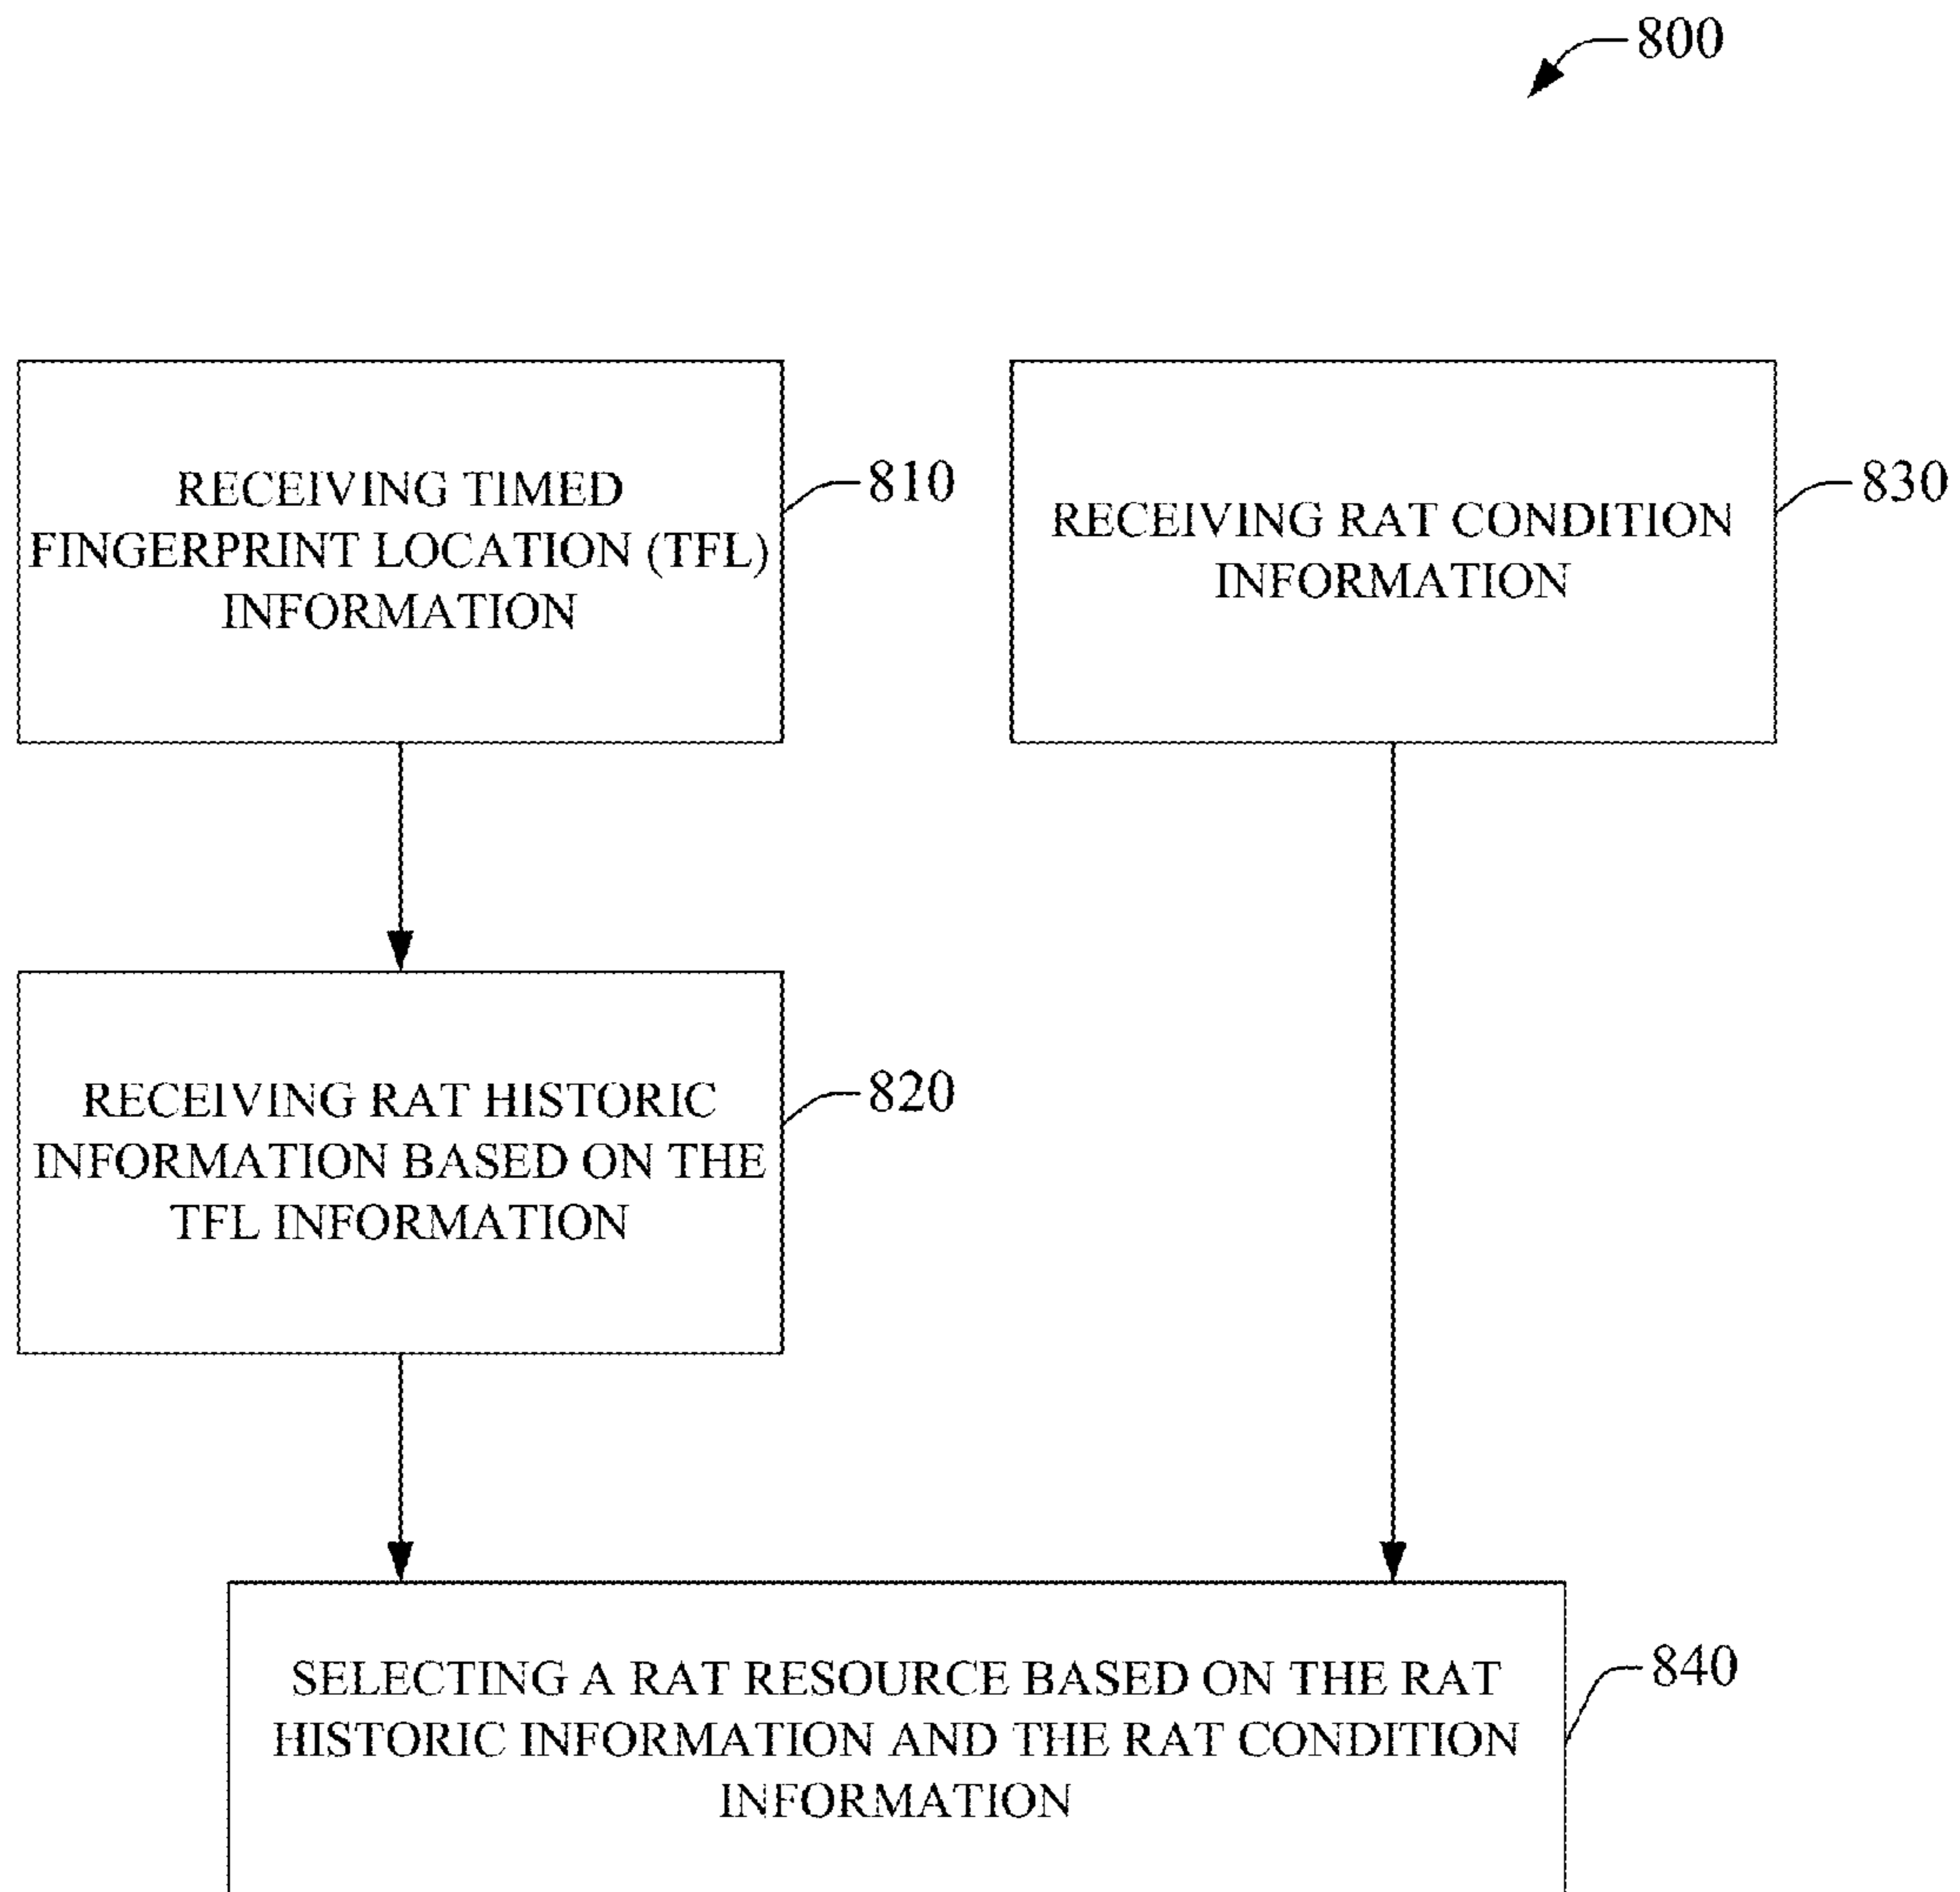 800
RECEIVING TIMED
FINGERPRINT LOCATION (TFL)
INFORMATION
810
RECEIVING RAT CONDITION
INFORMATION
830
RECEIVING RAT HISTORIC
INFORMATION BASED ON THE
TFL INFORMATION
820
SELECTING A RAT RESOURCE BASED ON THE RAT
HISTORIC INFORMATION AND THE RAT CONDITION
INFORMATION
840